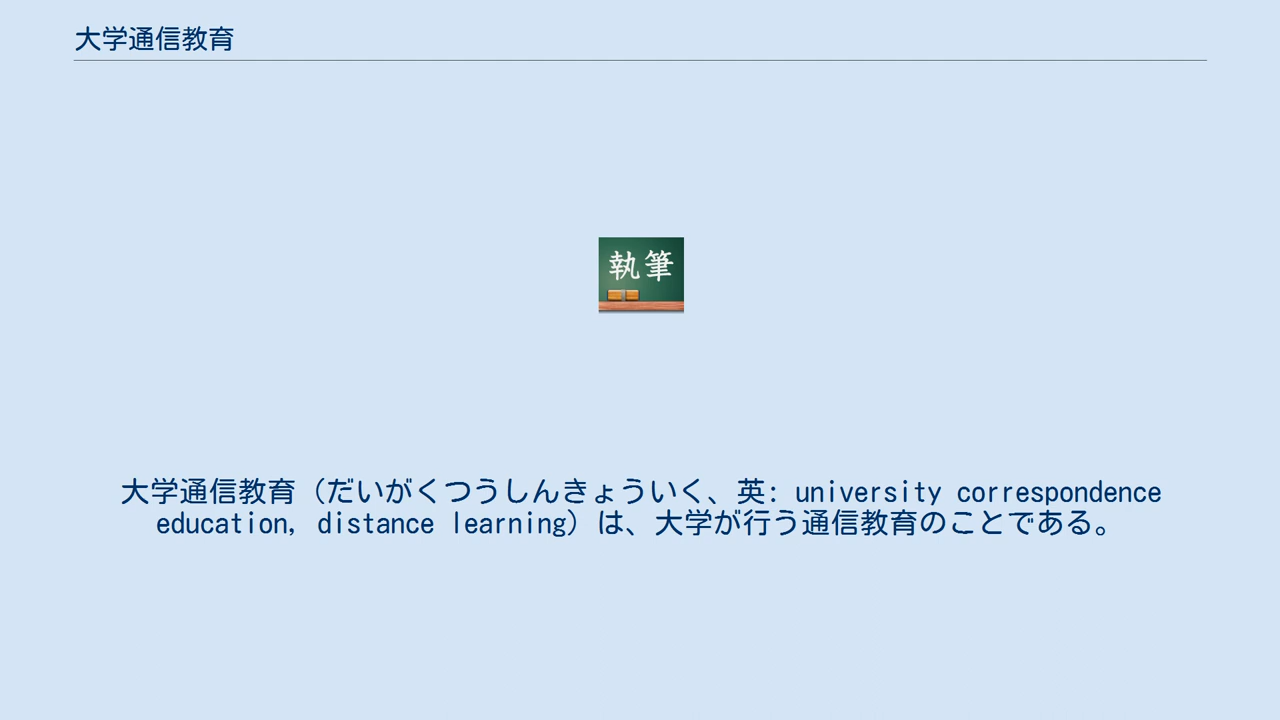 大学通信教育
執筆
大学通信教育（だいがくつうしんきょういく、英: university correspondence
education, distance learning）は、大学が行う通信教育のことである。